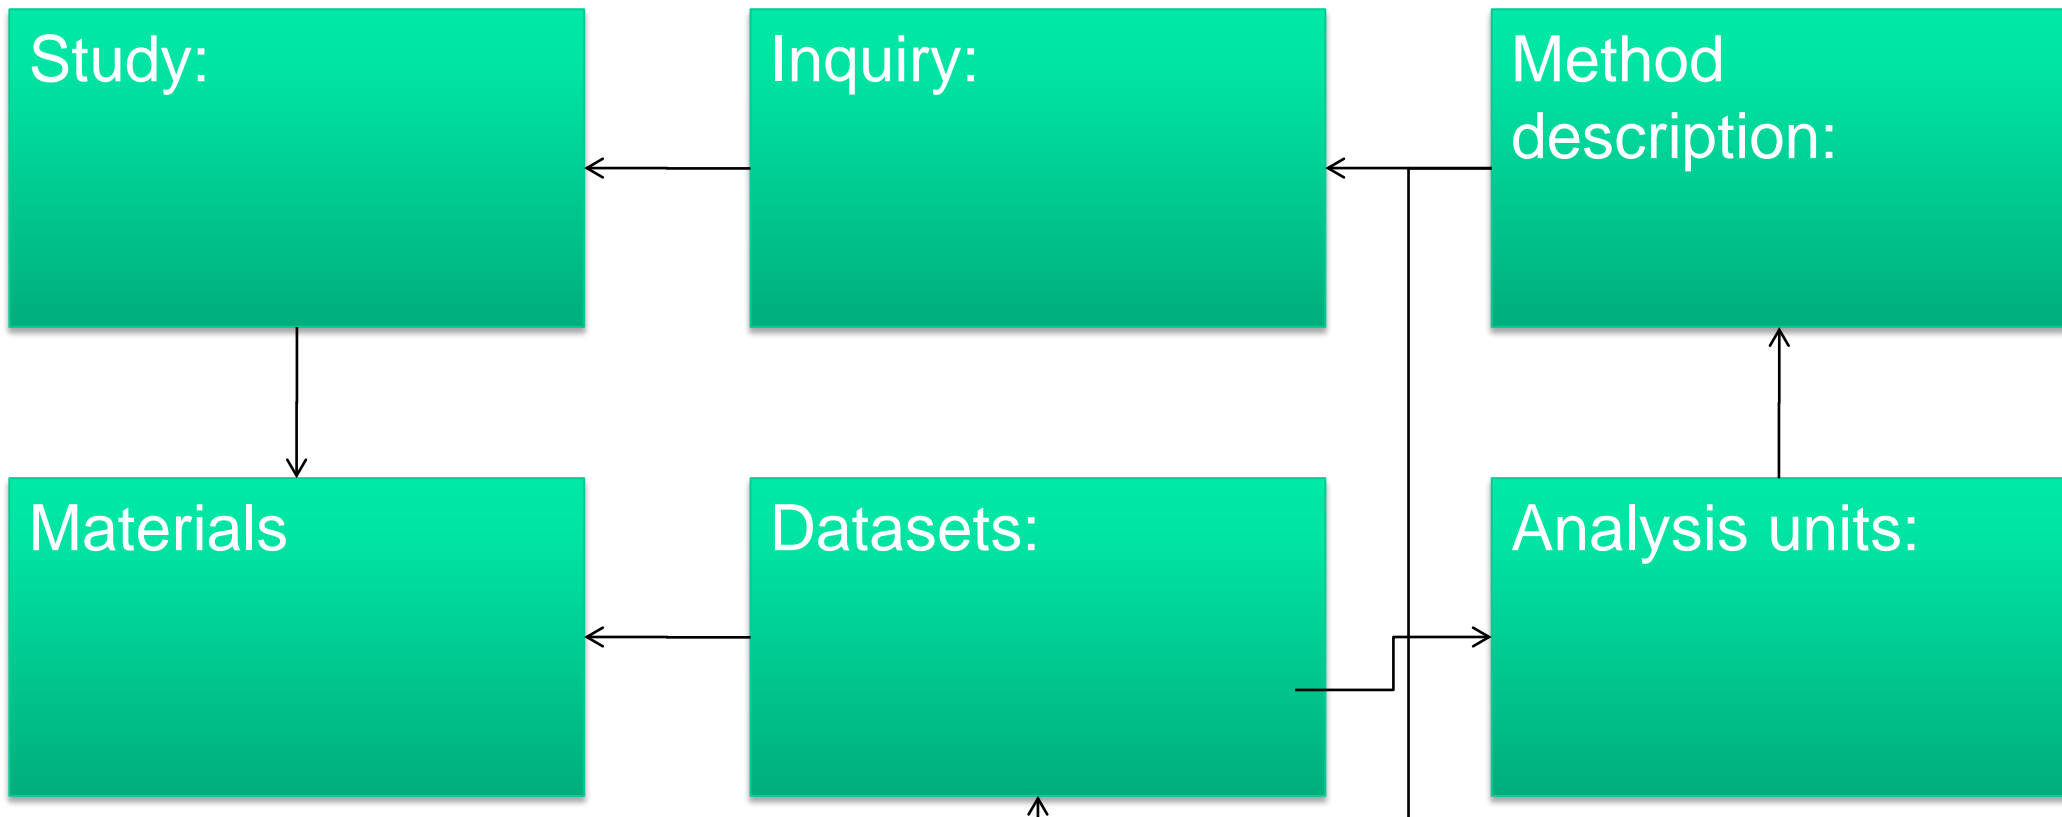 Study:
Inquiry:
Method
description:
Materials
Datasets:
Analysis units: